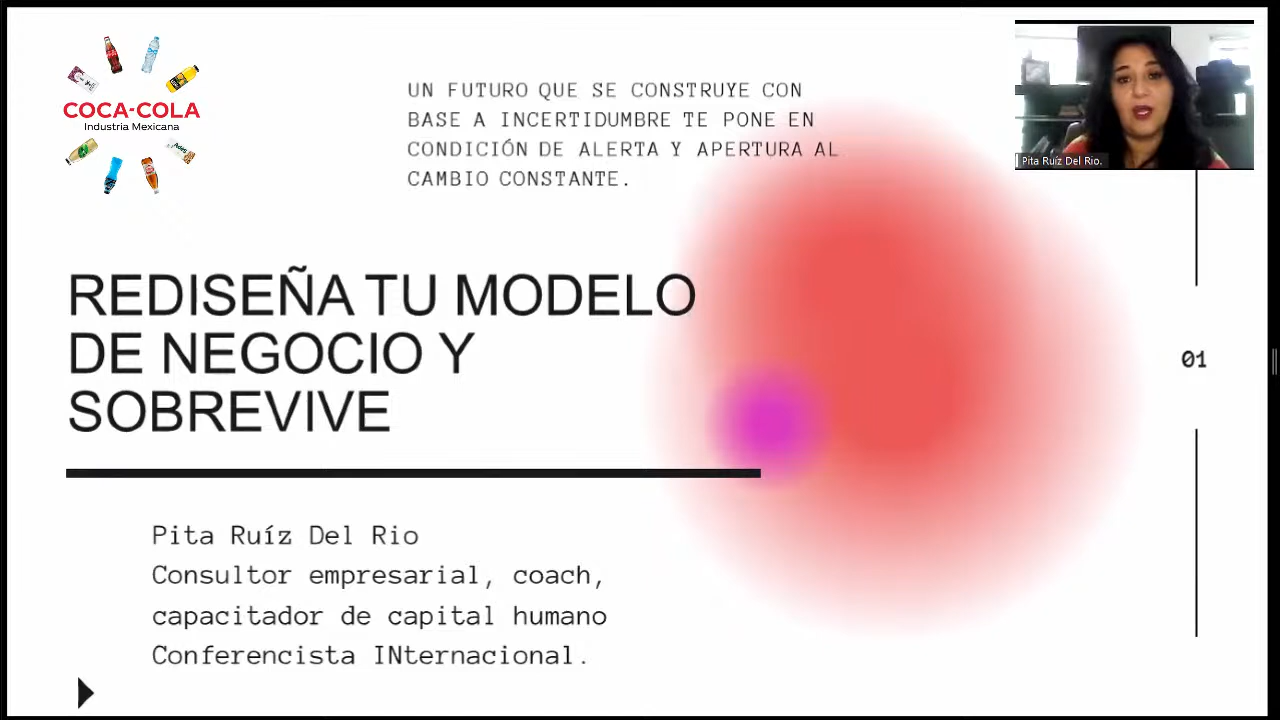 COCA-COLA
Industria Mexicana
UN FUTURO QUE SE CONSTRUYE CON
BASE A INCERTIDUMBRE TE PONE EN
CONDICIÓN DE ALERTA Y APERTURA AL
CAMBIO CONSTANTE.
Pita Ruíz Del Rio.
REDISEÑA TU MODELO
DE NEGOCIO Y
SOBREVIVE
01
Pita Ruíz Del Rio
Consultor empresarial, coach,
capacitador de capital humano
Conferencista INternacional.